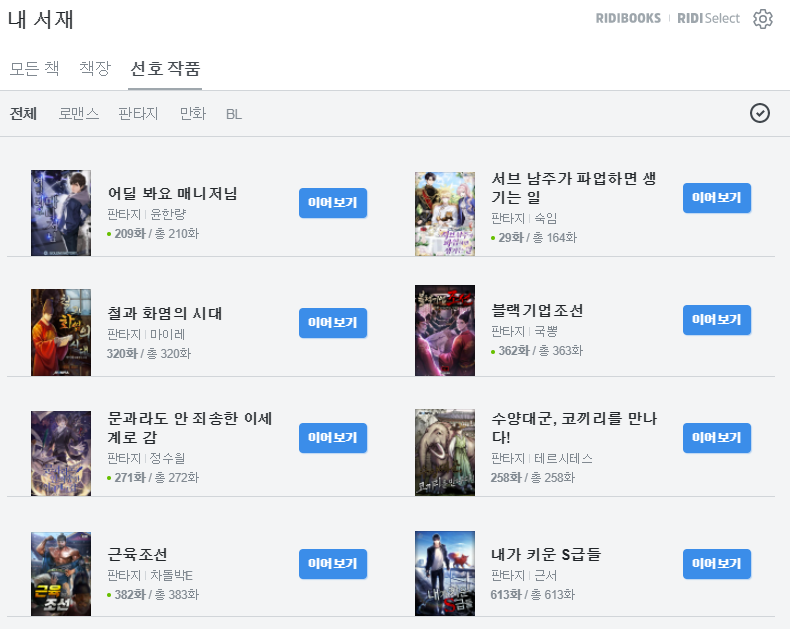 내 서재
RIDIBOOKS RIDI Select
모든 책 책장 선호 작품
전체 로맨스 판타지 만화 BL
어딜 봐요 매니저님
판타지 | 윤한량
209화 / 총 210화
이어보기
서브 남주가 파업하면 생
기는 일
판타지 | 숙임
29화 / 총 164화
이어보기
철과 화염의 시대
판타지 | 마이레
320화 / 총 320화
이어보기
블랙기업조선
판타지 | 국뽕
362화 / 총 363화
이어보기
문과라도 안 죄송한 이세
계로 감
판타지 | 정수읠
271화 / 총 272화
이어보기
수양대군, 코끼리를 만나
다!
판타지 | 테르시테스
258화 / 총 258화
이어보기
근육조선
근육
조선
판타지 | 차돌박E
382화 / 총 383화
이어보기
내가 키운 S급들
판타지 | 근서
613화 / 총 613화
이어보기